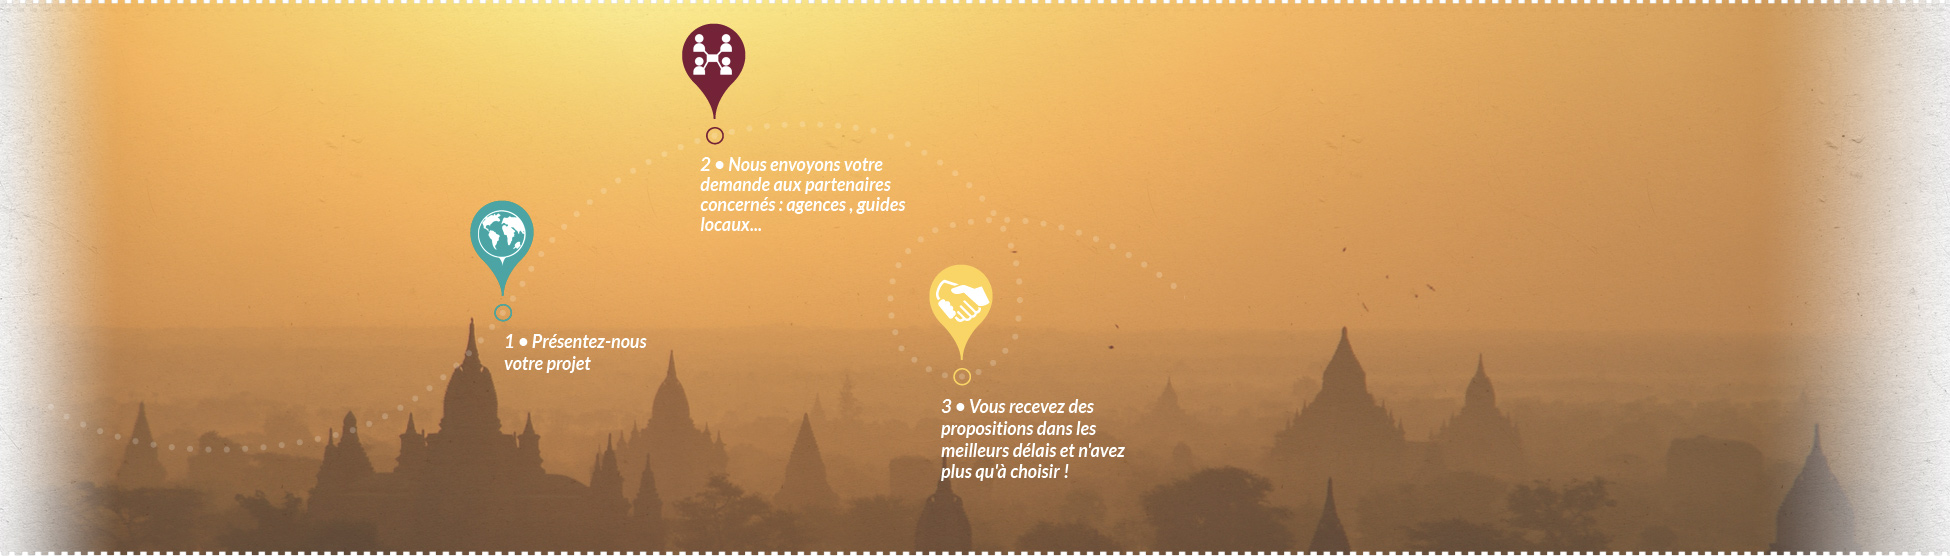 1 • Présentez-nous
votre projet
2 • Nous envoyons votre
demande aux partenaires
concernés : agences , guides
locaux...
3 • Vous recevez des
propositions dans les
meilleurs délais et n'avez
plus qu'à choisir !